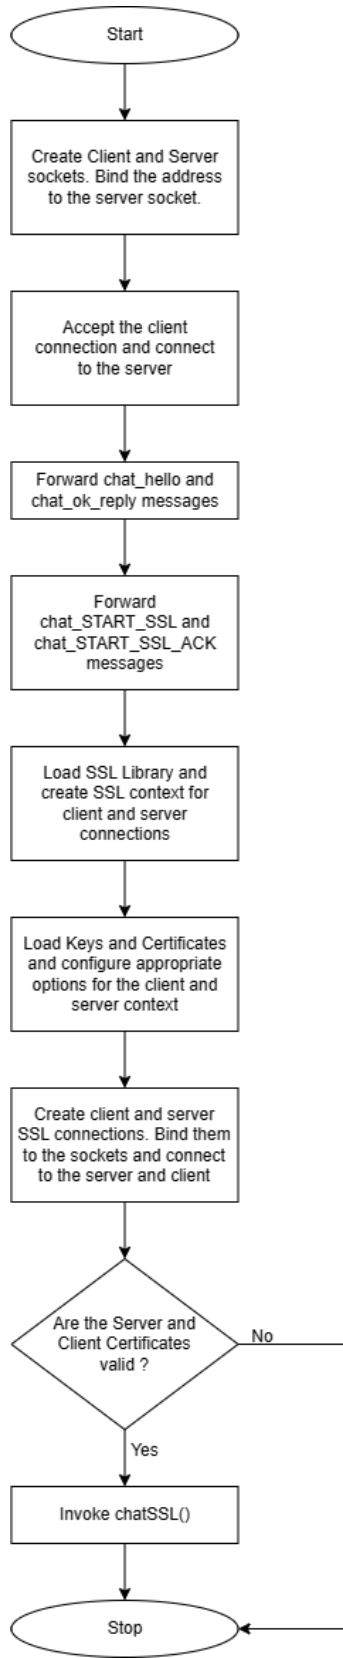 Start
Create Client and Server
sockets. Bind the address
to the server socket.
Accept the client
connection and connect
to the server
Forward chat_hello and
chat_ok_reply messages
Forward
chat_START_SSL and
chat_START_SSL_ACK
messages
Load SSL Library and
create SSL context for
client and server
connections
Load Keys and Certificates
and configure appropriate
options for the client and
server context
Create client and server
SSL connections. Bind them
to the sockets and connect
to the server and client
Are the Server and
Client Certificates
valid ?
No
Yes
Invoke chatSSL()
Stop